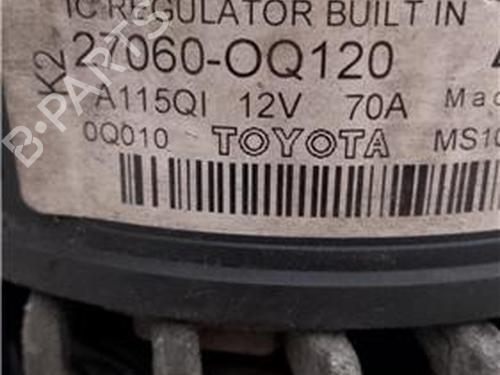 IC REGULATOR BUILT IN
K2
27060-OQ120
A115QI 12V 70A Mad
0Q010 TOYOTA MS10
B-PARTS